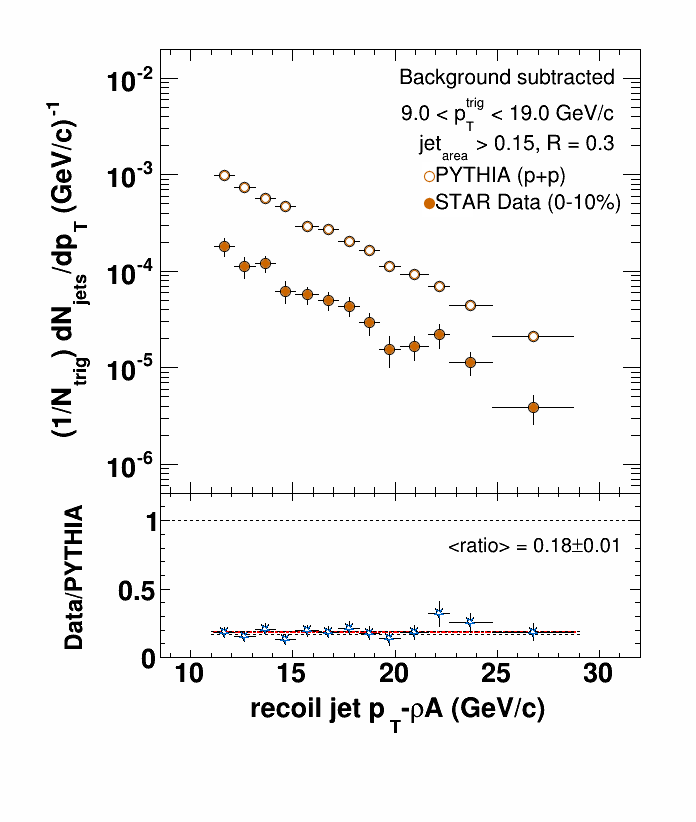 10^-2
10^-3
10^-4
10^-5
10^-6
(1/N_trig) dN_jets/dp_T (GeV/c)^-1
Background subtracted
9.0 < p_T^trig < 19.0 GeV/c
jet_area > 0.15, R = 0.3
PYTHIA (p+p)
STAR Data (0-10%)
Data/PYTHIA
1
0.5
0
<ratio> = 0.18±0.01
10 15 20 25 30
recoil jet p_T-ρA (GeV/c)